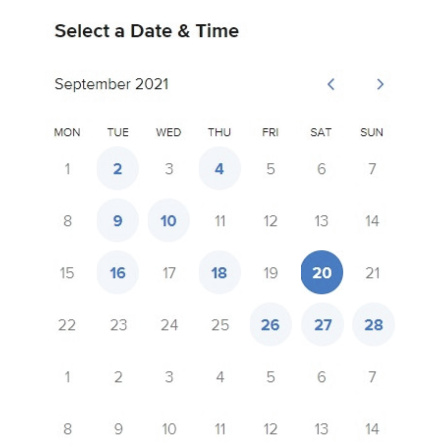 Select a Date & Time
September 2021
MON TUE WED THU FRI SAT SUN
1 2 3 4 5 6 7
8 9 10 11 12 13 14
15 16 17 18 19 20 21
22 23 24 25 26 27 28
1 2 3 4 5 6 7
8 9 10 11 12 13 14